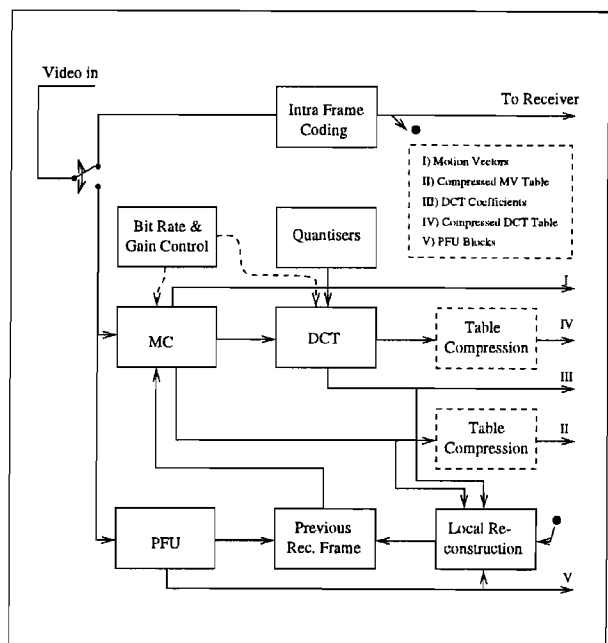 Video in
Intra Frame
Coding
To Receiver
I) Motion Vectors
II) Compressed MV Table
III) DCT Coefficients
IV) Compressed DCT Table
V) PFU Blocks
Bit Rate &
Gain Control
Quantisers
I
MC
DCT
Table
Compression
IV
III
Table
Compression
II
PFU
Previous
Rec. Frame
Local Re-
construction
V